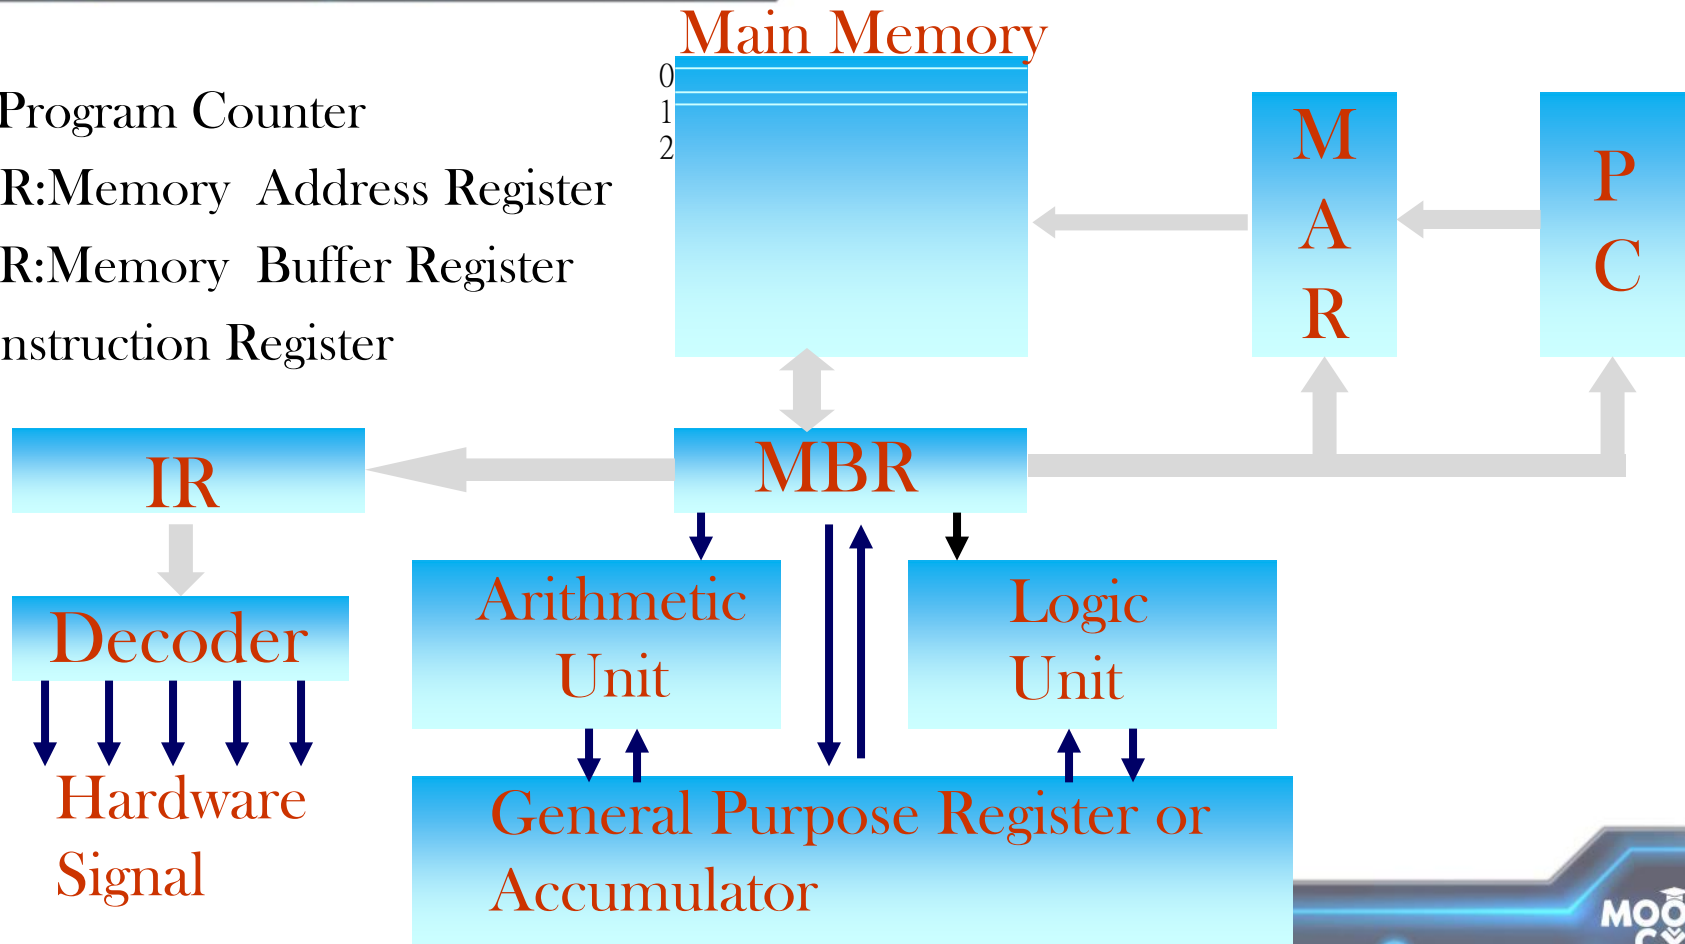 Main Memory
0
1
2
Program Counter
R:Memory Address Register
R:Memory Buffer Register
nstruction Register
M
A
R
P
C
IR
MBR
Decoder
Arithmetic
Unit
Logic
Unit
Hardware
Signal
General Purpose Register or
Accumulator
MOO